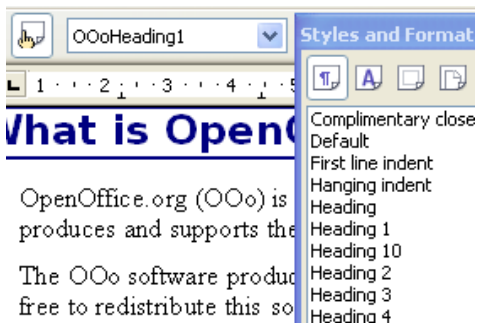 OOoHeading1
Styles and Format
1 2 3 4 5
What is Open
OpenOffice.org (OOo) is
produces and supports the
The OOo software produc
free to redistribute this so
Complimentary close
Default
First line indent
Hanging indent
Heading
Heading 1
Heading 10
Heading 2
Heading 3
Heading 4